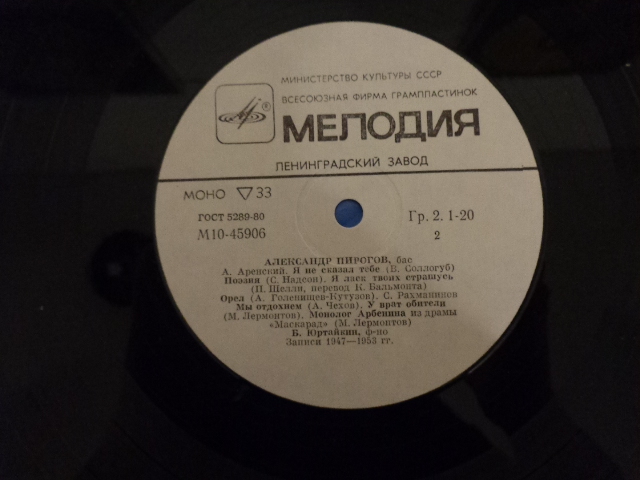 МИНИСТЕРСТВО КУЛЬТУРЫ СССР
ВСЕСОЮЗНАЯ ФИРМА ГРАМПЛАСТИНОК
МЕЛОДИЯ
ЛЕНИНГРАДСКИЙ ЗАВОД
МОНО ▽ 33
ГОСТ 5289-80
М10-45906
Гр. 2. 1-20
2
АЛЕКСАНДР ПИРОГОВ, бас
А. Аренский. Я не сказал тебе (В. Соллогуб)
Поэзия (С. Надсон). Я ласк твоих страшусь
(П. Шелли, перевод К. Бальмонта)
Орел (А. Голенищев-Кутузов). С. Рахманинов
Мы отдохнем (А. Чехов). У врат обители
(М. Лермонтов). Монолог Арбенина из драмы
«Маскарад» (М. Лермонтов)
Б. Юртайкин, ф-но
Записи 1947—1953 гг.